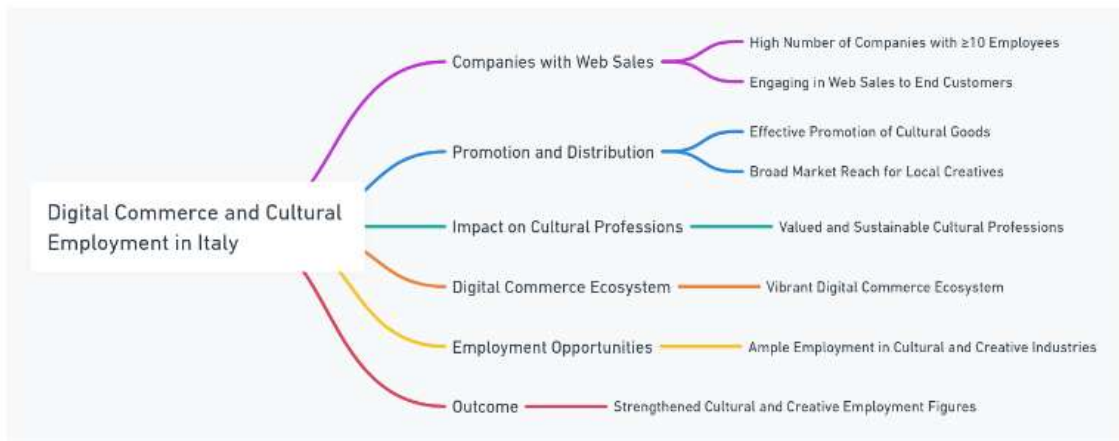 Digital Commerce and Cultural
Employment in Italy
Companies with Web Sales
High Number of Companies with ≥10 Employees
Engaging in Web Sales to End Customers
Promotion and Distribution
Effective Promotion of Cultural Goods
Broad Market Reach for Local Creatives
Impact on Cultural Professions
Valued and Sustainable Cultural Professions
Digital Commerce Ecosystem
Vibrant Digital Commerce Ecosystem
Employment Opportunities
Ample Employment in Cultural and Creative Industries
Outcome
Strengthened Cultural and Creative Employment Figures